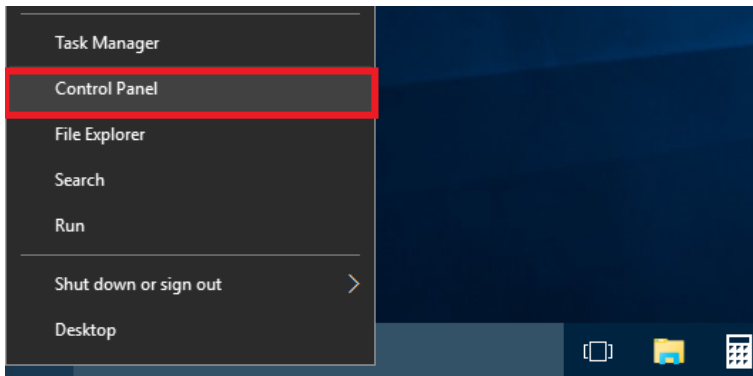 Task Manager
Control Panel
File Explorer
Search
Run
Shut down or sign out
Desktop